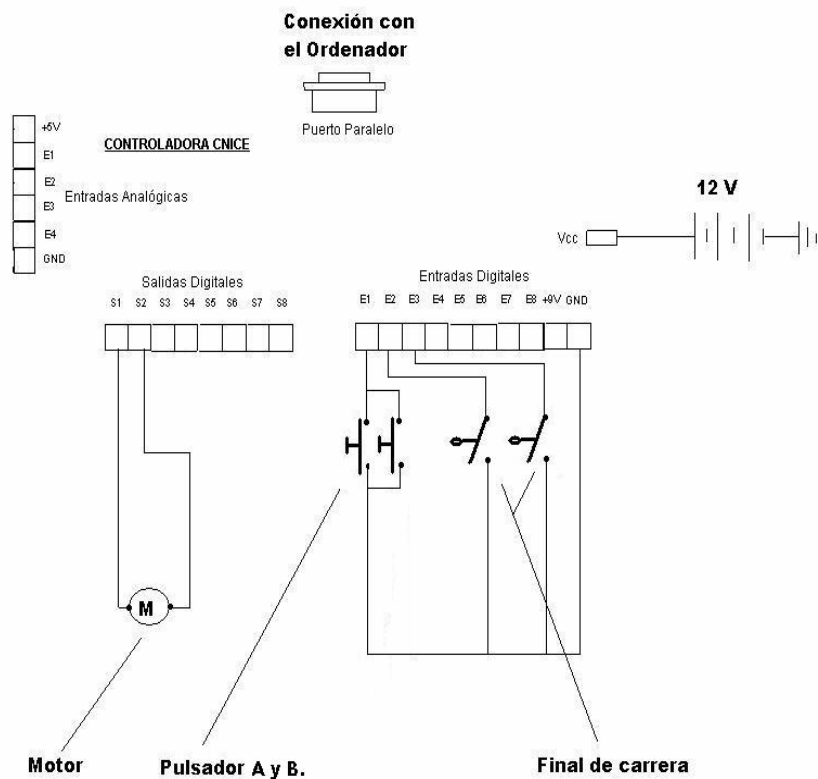 Conexión con
el Ordenador
Puerto Paralelo
CONTROLADORA CNICE
+5V
E1
E2
Entradas Analógicas
E3
E4
GND
12 V
Vcc
Salidas Digitales
S1 S2 S3 S4 S5 S6 S7 S8
Entradas Digitales
E1 E2 E3 E4 E5 E6 E7 E8 +9V GND
M
Motor
Pulsador A y B.
Final de carrera